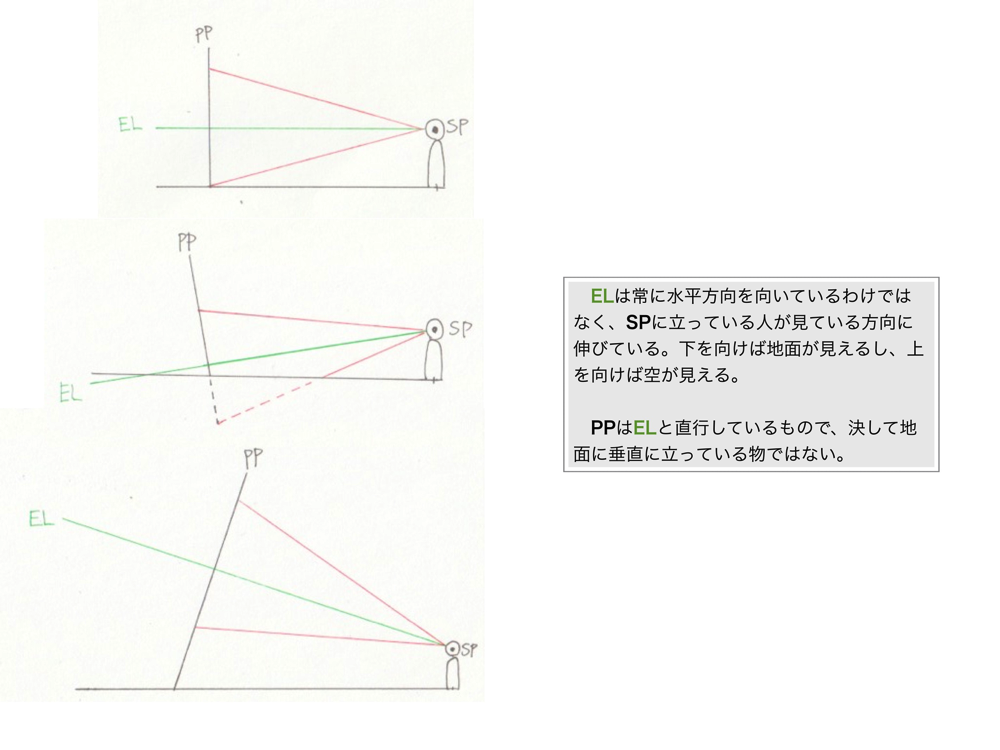 PP
EL
SP
PP
SP
EL
PP
EL
SP
ELは常に水平方向を向いているわけでは
なく、SPに立っている人が見ている方向に
伸びている。下を向けば地面が見えるし、上
を向けば空が見える。
PPはELと直行しているもので、決して地
面に垂直に立っている物ではない。